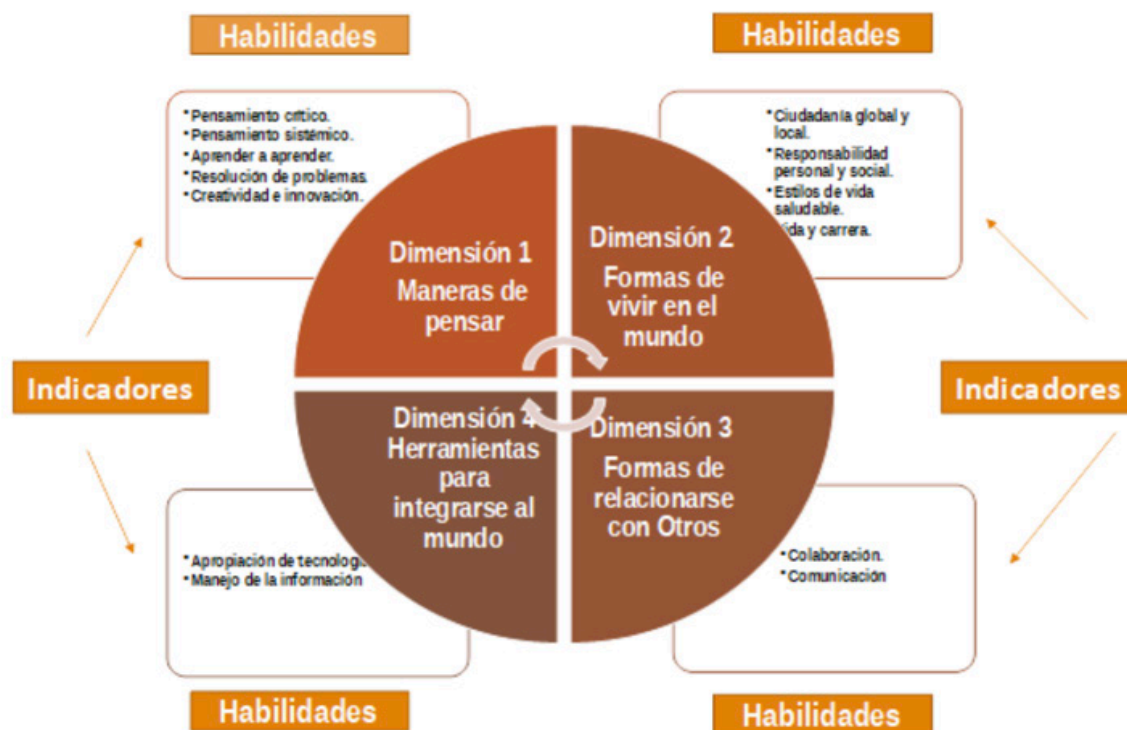 Habilidades
Habilidades
•Pensamiento crítico.
•Pensamiento sistémico.
•Aprender a aprender.
•Resolución de problemas.
•Creatividad e innovación.
•Ciudadanía global y
local.
•Responsabilidad
personal y social.
•Estilos de vida
saludable.
y carrera.
Dimensión 1
Maneras de
pensar
Dimensión 2
Formas de
vivir en el
mundo
Indicadores
Indicadores
Dimensión 4
Herramientas
para
integrarse al
mundo
Dimensión 3
Formas de
relacionarse
con Otros
•Apropiación de
•Manejo de la información
•Colaboración.
•Comunicación
Habilidades
Habilidades